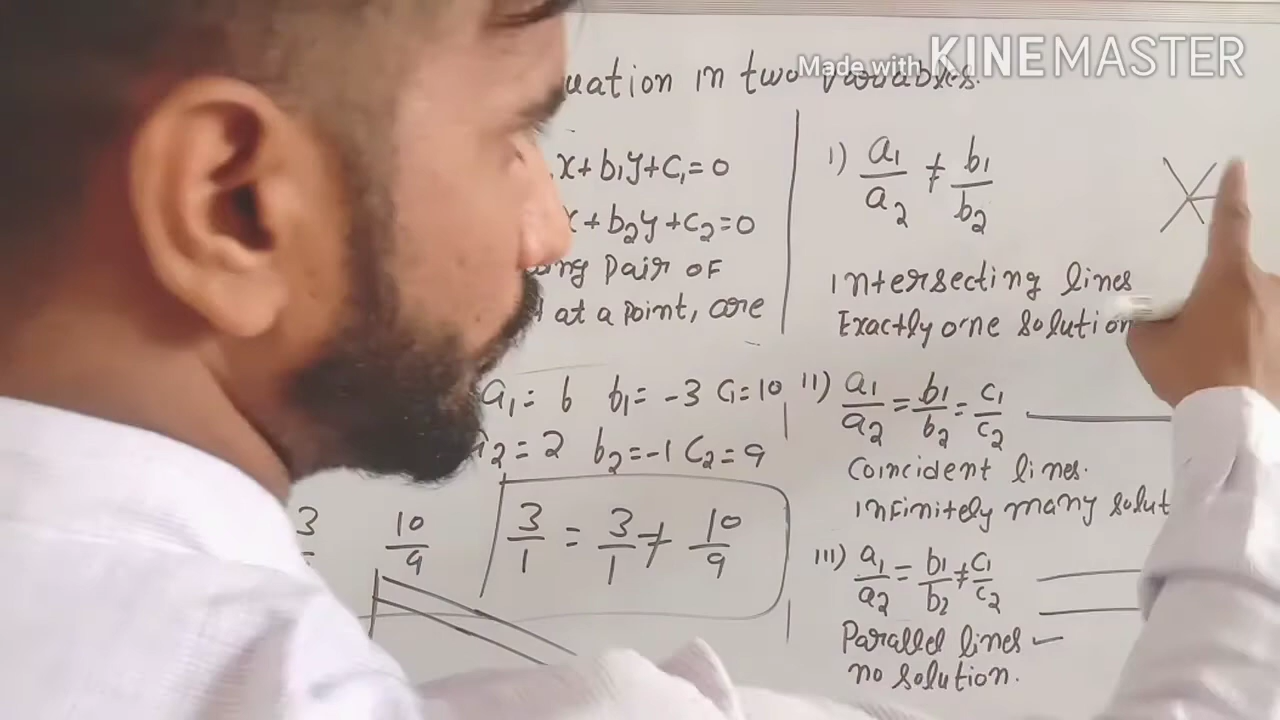 Made with KINEMASTER
uation in two variables.
x+b1y+c1=0
x+b2y+c2=0
ing Pair of
at a point, are
a1=6 b1=-3 c1=10
a2=2 b2=-1 c2=9
3 10/9
3/1 = 3/1 ≠ 10/9
1) a1/a2 ≠ b1/b2
Intersecting lines
Exactly one solution
11) a1/a2 = b1/b2 = c1/c2
Coincident lines.
infinitely many solut
111) a1/a2 = b1/b2 ≠ c1/c2
Parallel lines
no solution.